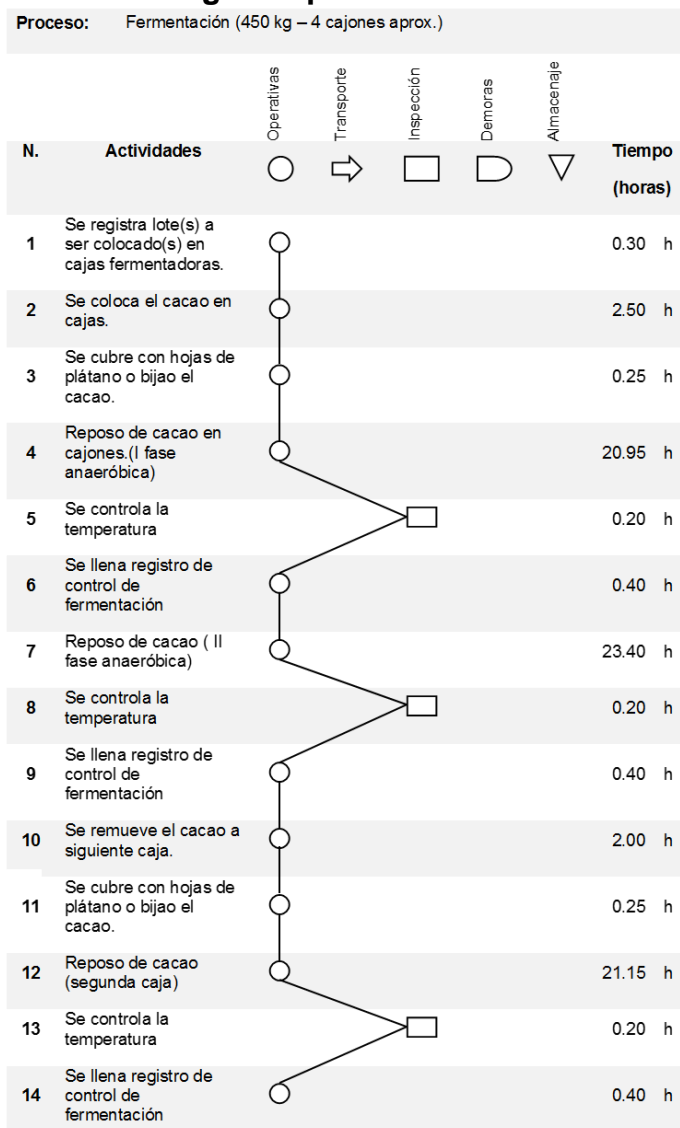 Proceso: Fermentación (450 kg – 4 cajones aprox.)
Operativas
Transporte
Inspección
Demoras
Almacenaje
N. Actividades Tiempo
(horas)
Se registra lote(s) a
1 ser colocado(s) en 0.30 h
cajas fermentadoras.
2 Se coloca el cacao en 2.50 h
cajas.
Se cubre con hojas de
3 plátano o bijao el 0.25 h
cacao.
Reposo de cacao en
4 cajones.(I fase 20.95 h
anaeróbica)
5 Se controla la 0.20 h
temperatura
Se llena registro de
6 control de 0.40 h
fermentación
7 Reposo de cacao ( II 23.40 h
fase anaeróbica)
8 Se controla la 0.20 h
temperatura
Se llena registro de
9 control de 0.40 h
fermentación
10 Se remueve el cacao a 2.00 h
siguiente caja.
Se cubre con hojas de
11 plátano o bijao el 0.25 h
cacao.
12 Reposo de cacao 21.15 h
(segunda caja)
13 Se controla la 0.20 h
temperatura
Se llena registro de
14 control de 0.40 h
fermentación